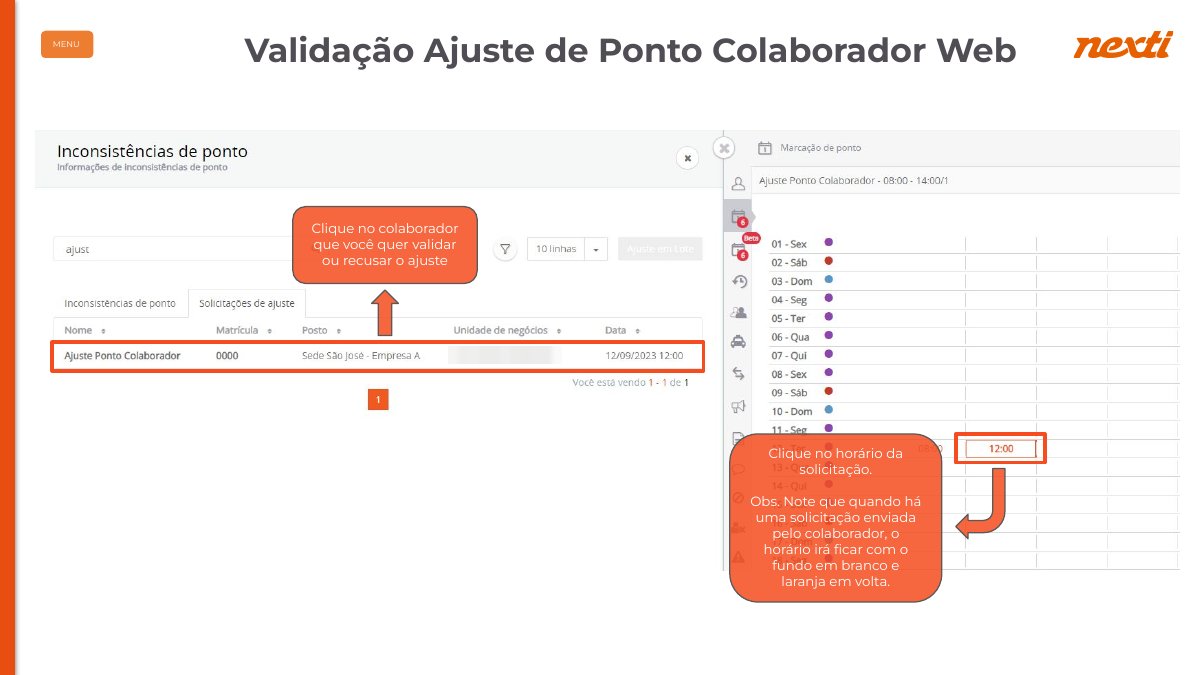 MENU
Validação Ajuste de Ponto Colaborador Web
nexti
Inconsistências de ponto
Informações de inconsistências de ponto
Clique no colaborador
que você quer validar
ou recusar o ajuste
ajust
10 linhas
Ajuste em Lote
Inconsistências de ponto
Solicitações de ajuste
Nome
Matrícula
Posto
Unidade de negócios
Data
Ajuste Ponto Colaborador
0000
Sede São José - Empresa A
12/09/2023 12:00
Você está vendo 1 - 1 de 1
1
Marcação de ponto
Ajuste Ponto Colaborador - 08:00 - 14:00/1
6
Beta
6
01 - Sex
02 - Sáb
03 - Dom
04 - Seg
05 - Ter
06 - Qua
07 - Qui
08 - Sex
09 - Sáb
10 - Dom
11 - Seg
12:00
Clique no horário da
solicitação.
Obs. Note que quando há
uma solicitação enviada
pelo colaborador, o
horário irá ficar com o
fundo em branco e
laranja em volta.